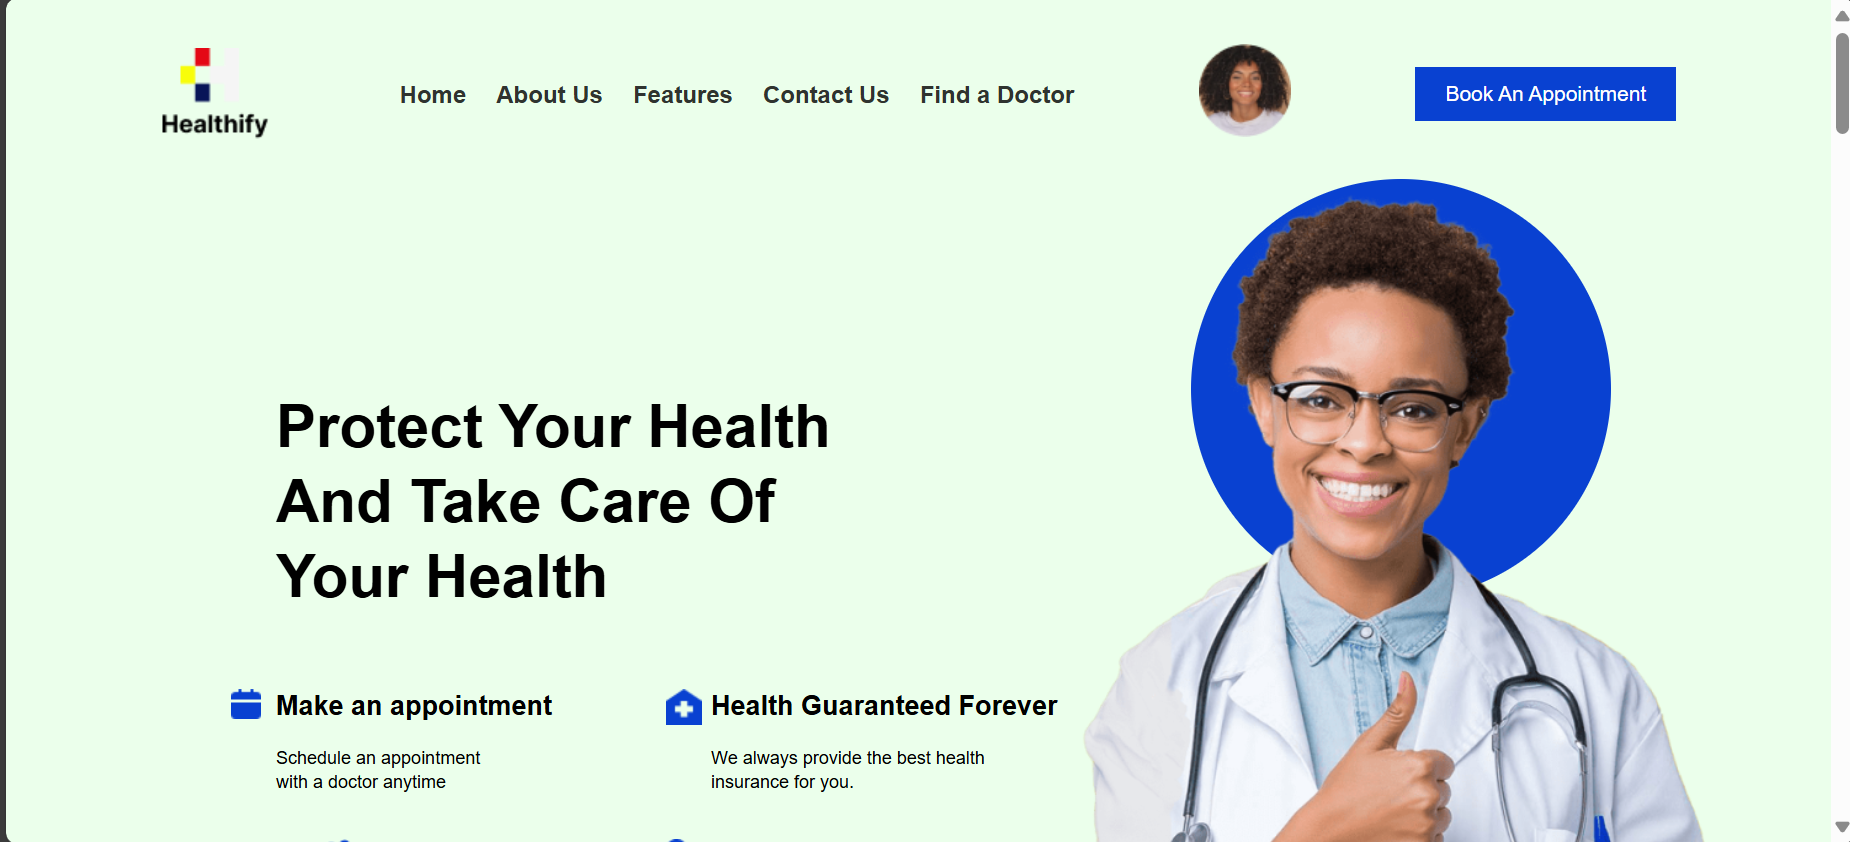 Healthify
Home About Us Features Contact Us Find a Doctor
Book An Appointment
Protect Your Health
And Take Care Of
Your Health
Make an appointment
Schedule an appointment
with a doctor anytime
Health Guaranteed Forever
We always provide the best health
insurance for you.